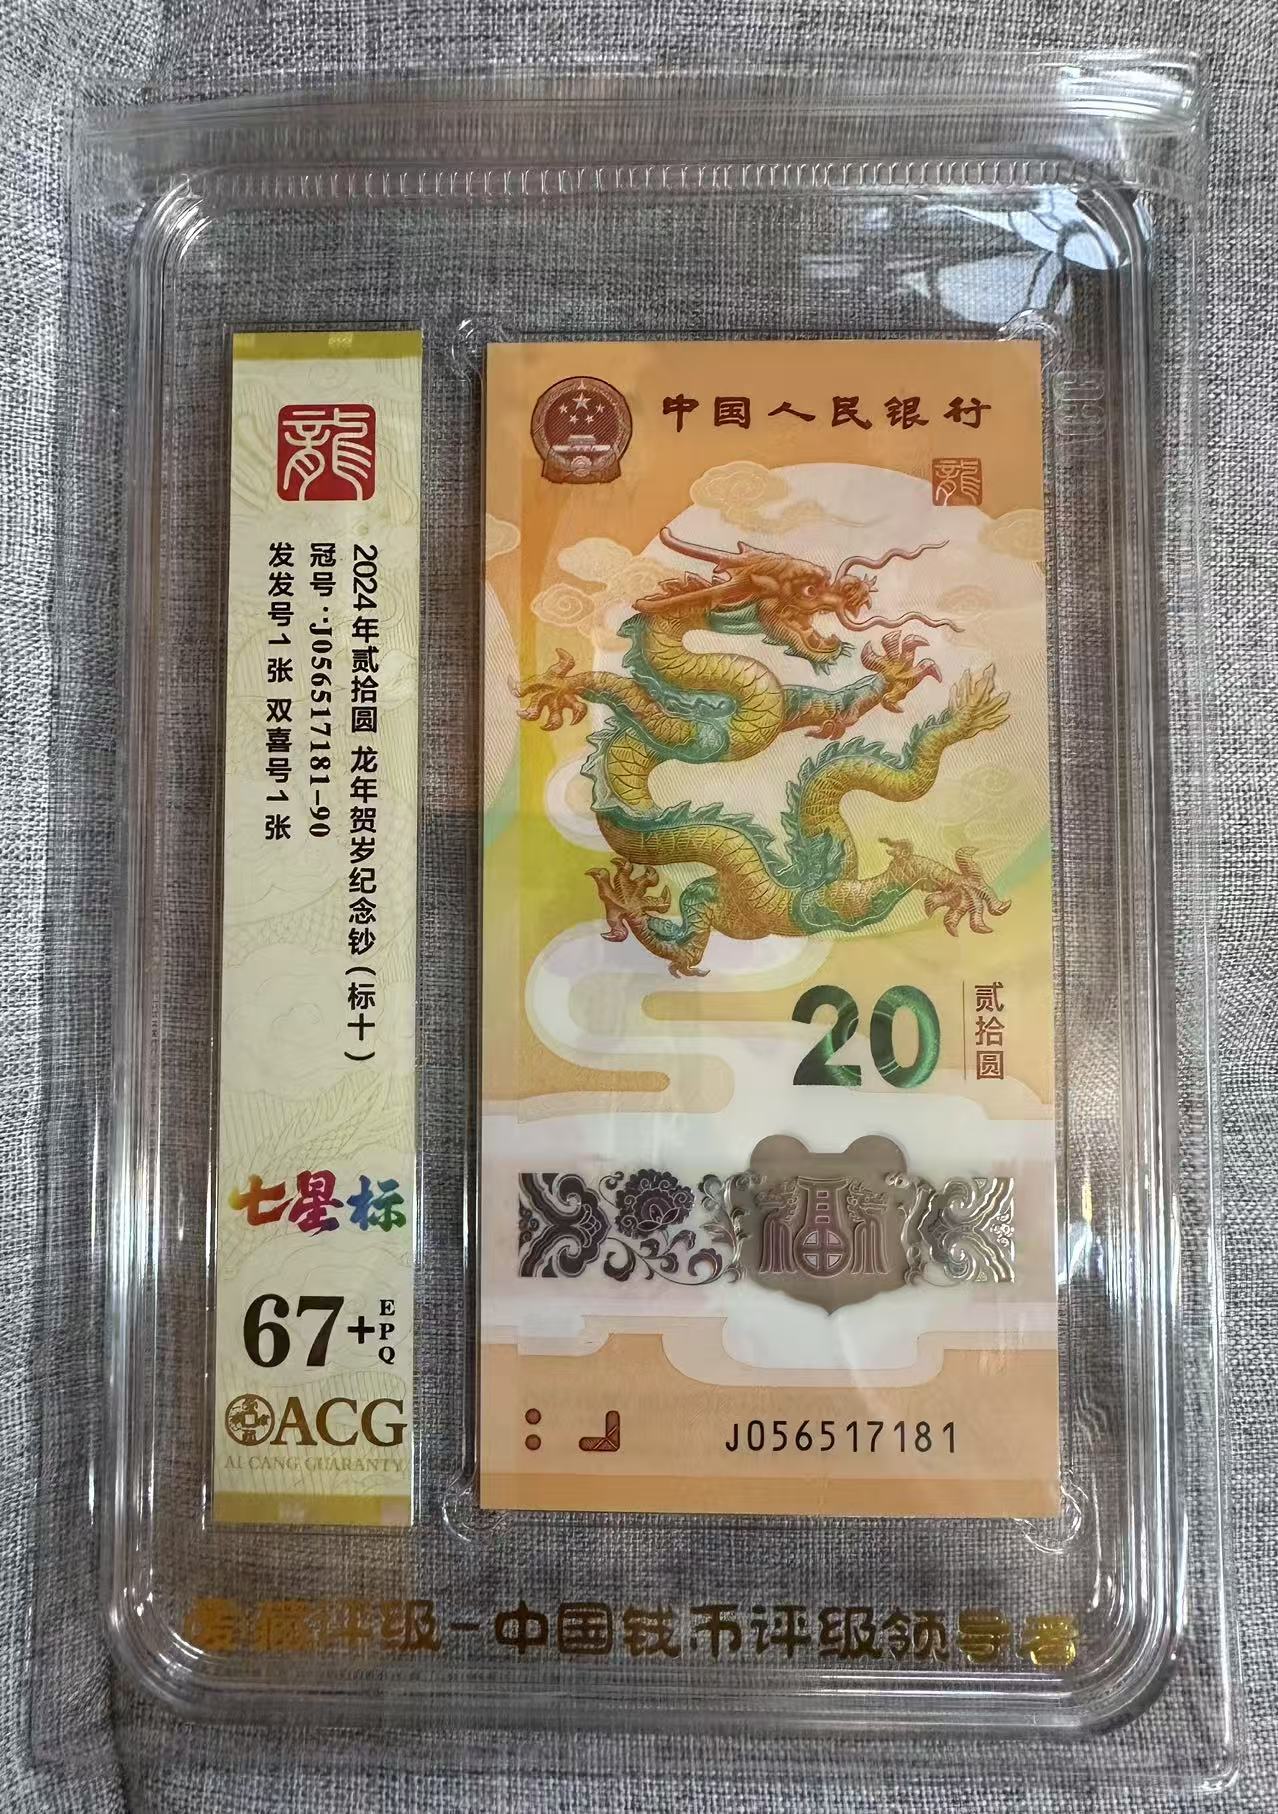 龍
2024年贰拾圆 龙年贺岁纪念钞(标十)
冠号:J056517181-90
发发号1张 双喜号1张
七星标
67+EPQ
ACG
AI CANG GUARANTY
中国人民银行
龍
20
贰拾圆
福
J056517181
爱藏评级-中国钱币评级领导者